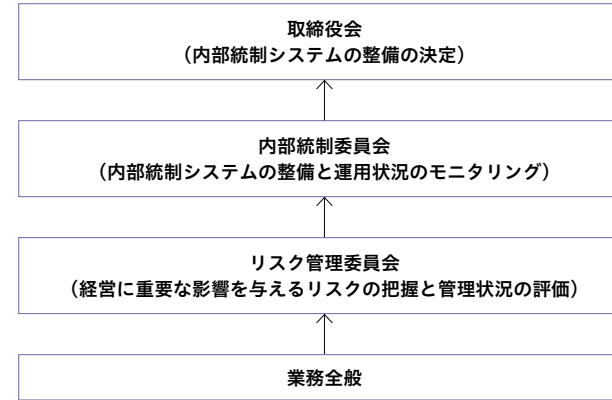 取締役会
（内部統制システムの整備の決定）
内部統制委員会
（内部統制システムの整備と運用状況のモニタリング）
リスク管理委員会
（経営に重要な影響を与えるリスクの把握と管理状況の評価）
業務全般